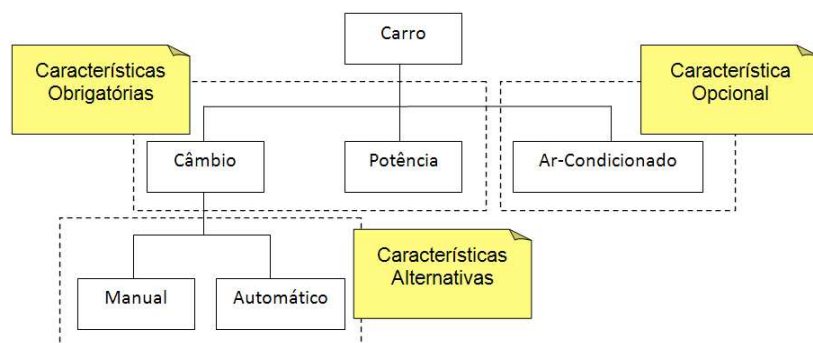 Carro
Características
Obrigatórias
Característica
Opcional
Câmbio
Potência
Ar-Condicionado
Características
Alternativas
Manual
Automático